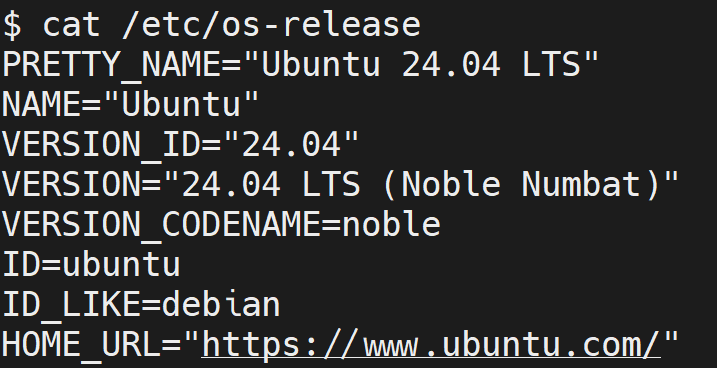 $ cat /etc/os-release
PRETTY_NAME="Ubuntu 24.04 LTS"
NAME="Ubuntu"
VERSION_ID="24.04"
VERSION="24.04 LTS (Noble Numbat)"
VERSION_CODENAME=noble
ID=ubuntu
ID_LIKE=debian
HOME_URL="https://www.ubuntu.com/"